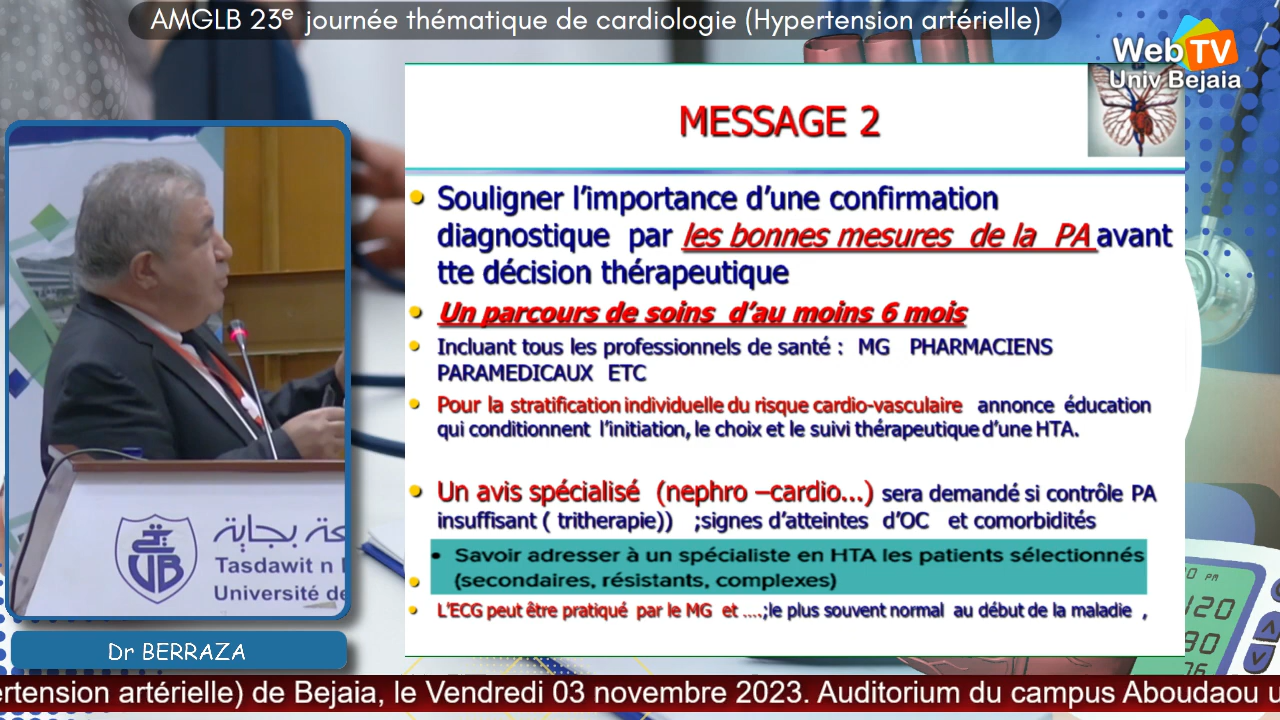 AMGLB 23e journée thématique de cardiologie (Hypertension artérielle)
WebTV
Univ Bejaia
MESSAGE 2
Souligner l'importance d'une confirmation
diagnostique par les bonnes mesures de la PA avant
tte décision thérapeutique
Un parcours de soins d'au moins 6 mois
Incluant tous les professionnels de santé : MG PHARMACIENS
PARAMEDICAUX ETC
Pour la stratification individuelle du risque cardio-vasculaire annonce éducation
qui conditionnent l'initiation, le choix et le suivi thérapeutique d'une HTA.
Un avis spécialisé (nephro –cardio...) sera demandé si contrôle PA
insuffisant ( tritherapie)) ;signes d'atteintes d'OC et comorbidités
• Savoir adresser à un spécialiste en HTA les patients sélectionnés
(secondaires, résistants, complexes)
L'ECG peut être pratiqué par le MG et ....;le plus souvent normal au début de la maladie ,
Tasdawit n
Université de
Dr BERRAZA
PM
120
80
76
ertension artérielle) de Bejaia, le Vendredi 03 novembre 2023. Auditorium du campus Aboudaou u